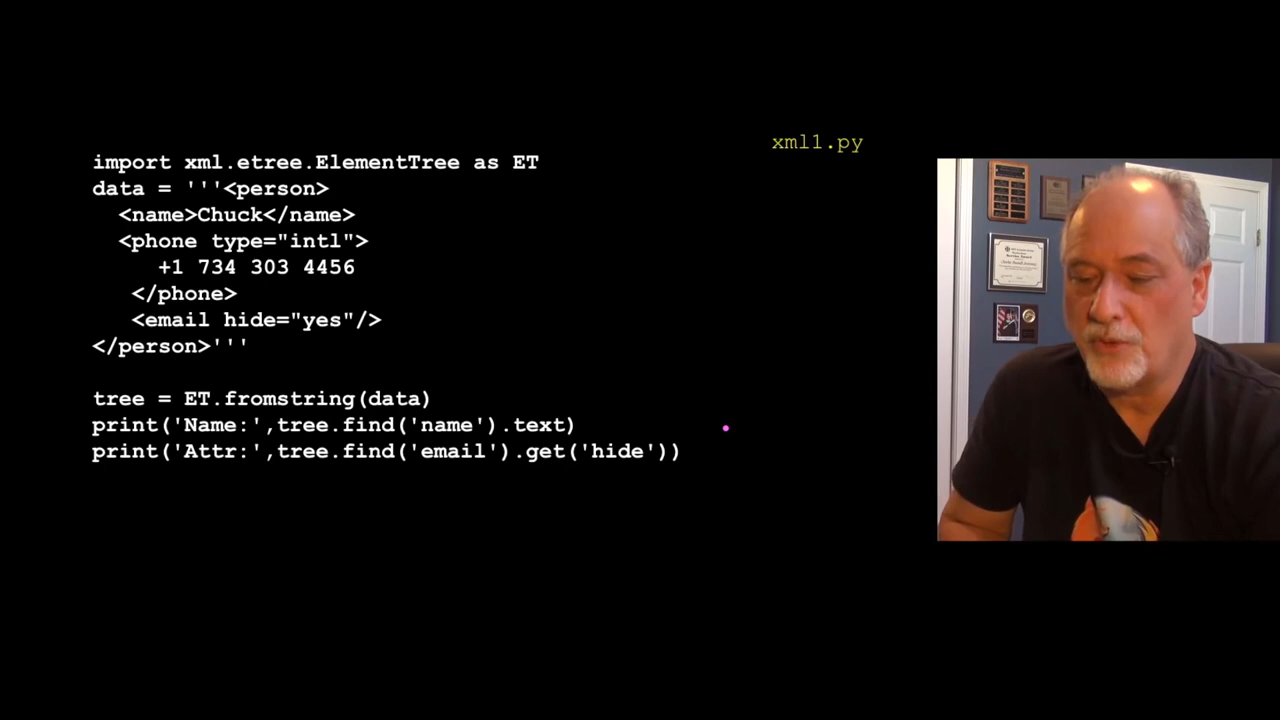 xml1.py
import xml.etree.ElementTree as ET
data = '''<person>
  <name>Chuck</name>
  <phone type="intl">
     +1 734 303 4456
   </phone>
   <email hide="yes"/>
</person>'''

tree = ET.fromstring(data)
print('Name:',tree.find('name').text)
print('Attr:',tree.find('email').get('hide'))